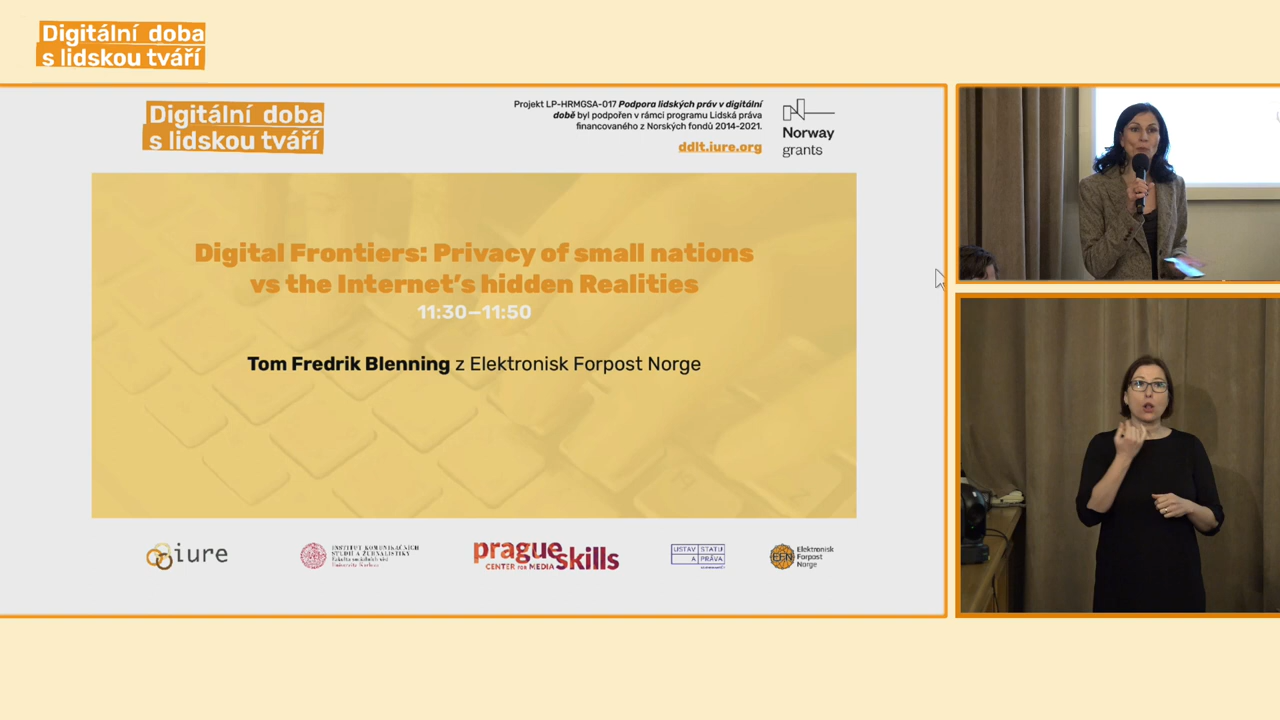 Digitální doba
s lidskou tváří
Digitální doba
s lidskou tváří
Projekt LP-HRMGSA-017 Podpora lidských práv v digitální
době byl podpořen v rámci programu Lidská práva
financovaného z Norských fondů 2014-2021.
ddlt.iure.org
Norway
grants
Digital Frontiers: Privacy of small nations
vs the Internet’s hidden Realities
11:30—11:50
Tom Fredrik Blenning z Elektronisk Forpost Norge
iure
INSTITUT KOMUNIKAČNÍCH
STUDIÍ A ŽURNALISTIKY
Fakulta sociálních věd
Univerzita Karlova
prague
skills
CENTER FOR MEDIA
ÚSTAV STÁTU
A PRÁVA
EFN
Elektronisk
Forpost
Norge